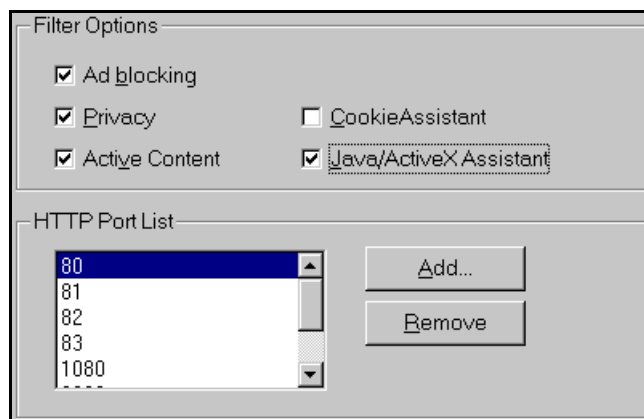 Filter Options
Ad blocking
Privacy
CookieAssistant
Active Content
Java/ActiveX Assistant
HTTP Port List
80
81
82
83
1080
Add...
Remove